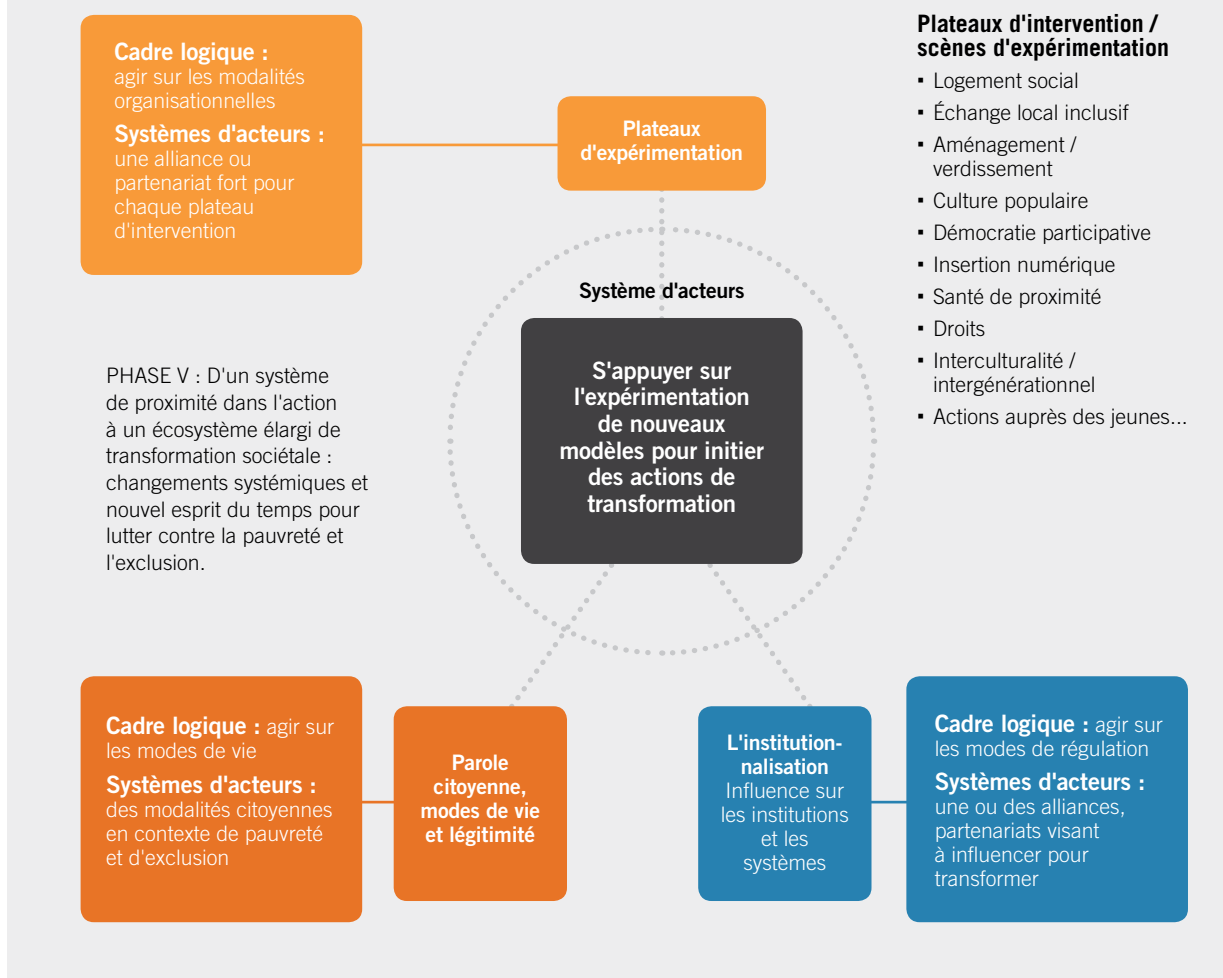 Cadre logique :
agir sur les modalités
organisationnelles
Systèmes d'acteurs :
une alliance ou
partenariat fort pour
chaque plateau
d'intervention
Plateaux
d'expérimentation
Plateaux d'intervention /
scènes d'expérimentation
▪ Logement social
▪ Échange local inclusif
▪ Aménagement /
verdissement
▪ Culture populaire
▪ Démocratie participative
▪ Insertion numérique
▪ Santé de proximité
▪ Droits
▪ Interculturalité /
intergénérationnel
▪ Actions auprès des jeunes...
Système d'acteurs
S'appuyer sur
l'expérimentation
de nouveaux
modèles pour initier
des actions de
transformation
PHASE V : D'un système
de proximité dans l'action
à un écosystème élargi de
transformation sociétale :
changements systémiques et
nouvel esprit du temps pour
lutter contre la pauvreté et
l'exclusion.
Cadre logique : agir sur
les modes de vie
Systèmes d'acteurs :
des modalités citoyennes
en contexte de pauvreté
et d'exclusion
Parole
citoyenne,
modes de vie
et légitimité
L'institution-
nalisation
Influence sur
les institutions
et les
systèmes
Cadre logique : agir sur
les modes de régulation
Systèmes d'acteurs :
une ou des alliances,
partenariats visant
à influencer pour
transformer